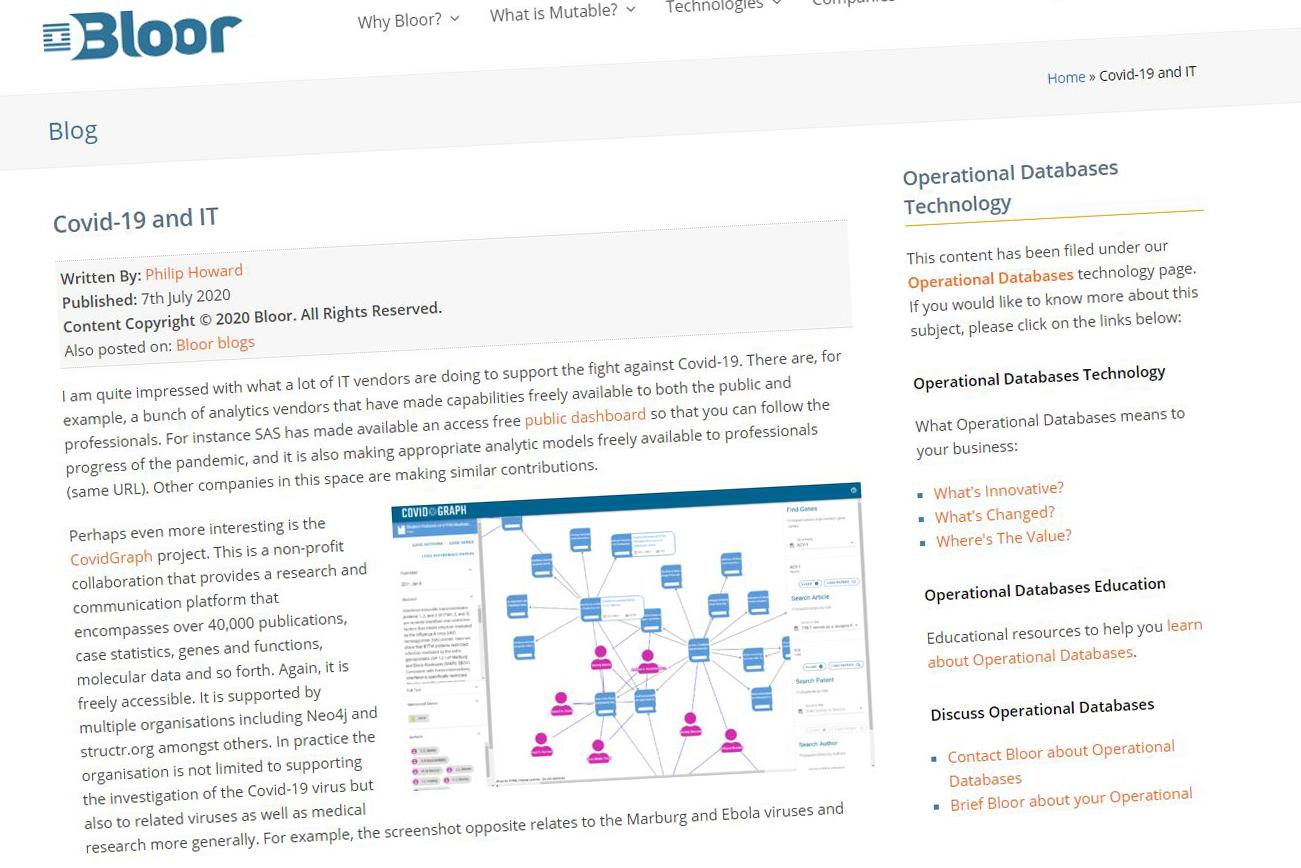 Bloor
Why Bloor?
What is Mutable?
Technologies
Home » Covid-19 and IT
Blog
Covid-19 and IT
Written By: Philip Howard
Published: 7th July 2020
Content Copyright © 2020 Bloor. All Rights Reserved.
Also posted on: Bloor blogs
I am quite impressed with what a lot of IT vendors are doing to support the fight against Covid-19. There are, for
example, a bunch of analytics vendors that have made capabilities freely available to both the public and
professionals. For instance SAS has made available an access free public dashboard so that you can follow the
progress of the pandemic, and it is also making appropriate analytic models freely available to professionals
(same URL). Other companies in this space are making similar contributions.
Perhaps even more interesting is the
CovidGraph project. This is a non-profit
collaboration that provides a research and
communication platform that
encompasses over 40,000 publications,
case statistics, genes and functions,
molecular data and so forth. Again, it is
freely accessible. It is supported by
multiple organisations including Neo4j and
structr.org amongst others. In practice the
organisation is not limited to supporting
the investigation of the Covid-19 virus but
also to related viruses as well as medical
research more generally. For example, the screenshot opposite relates to the Marburg and Ebola viruses and
COVID GRAPH
Find Genes
Search Article
Search Patent
Search Author
Operational Databases
Technology
This content has been filed under our
Operational Databases technology page.
If you would like to know more about this
subject, please click on the links below:
Operational Databases Technology
What Operational Databases means to
your business:
What's Innovative?
What's Changed?
Where's The Value?
Operational Databases Education
Educational resources to help you learn
about Operational Databases.
Discuss Operational Databases
Contact Bloor about Operational
Databases
Brief Bloor about your Operational